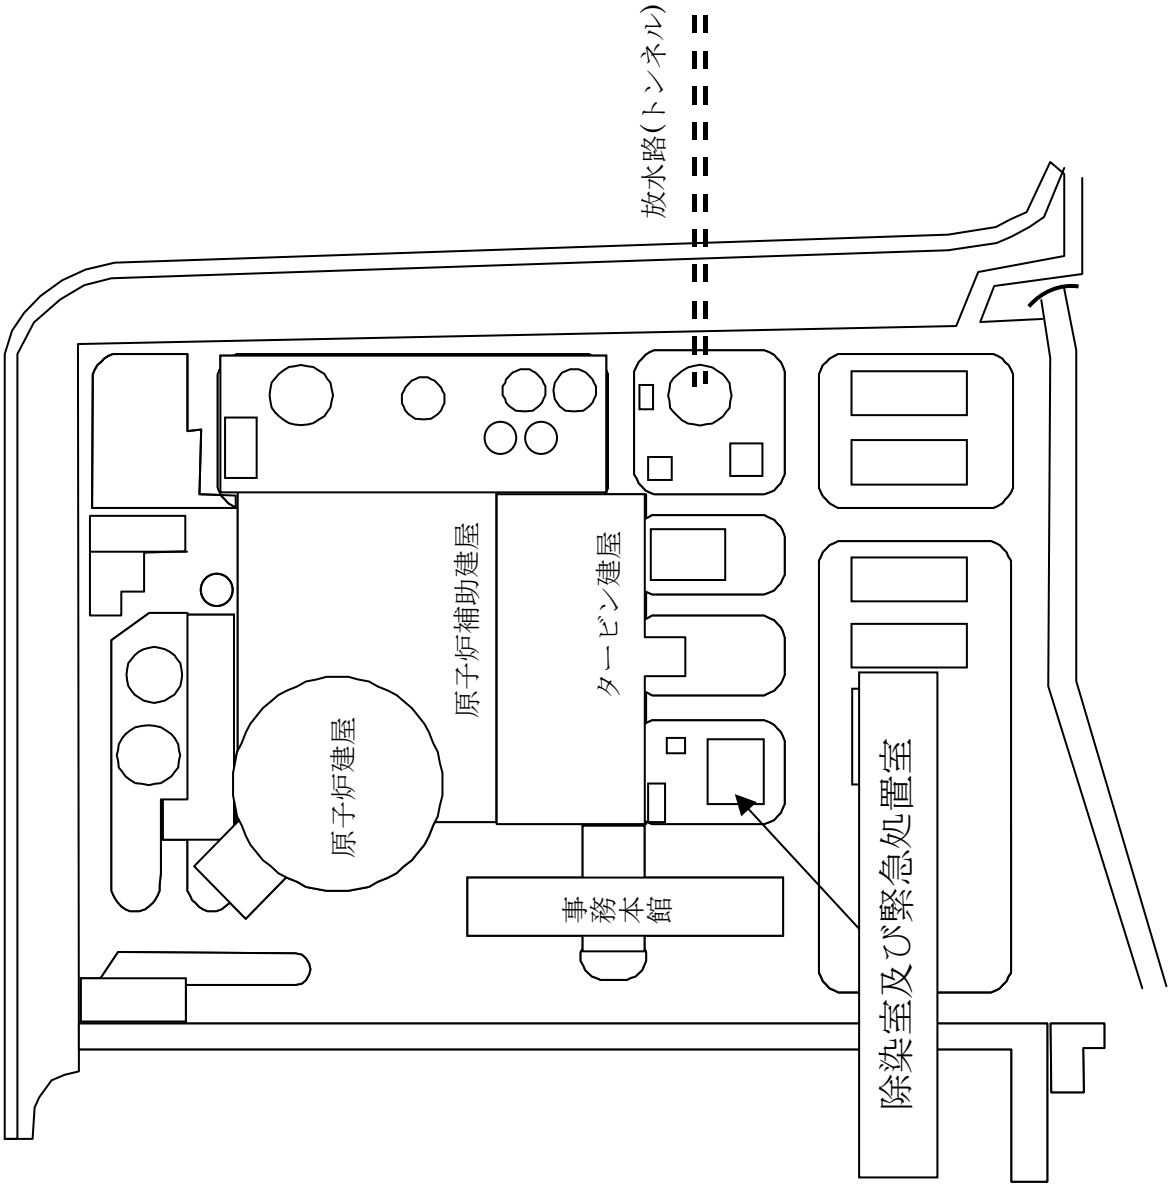 放水路(トンネル)
原子炉補助建屋
タービン建屋
原子炉建屋
事務本館
除染室及び緊急処置室